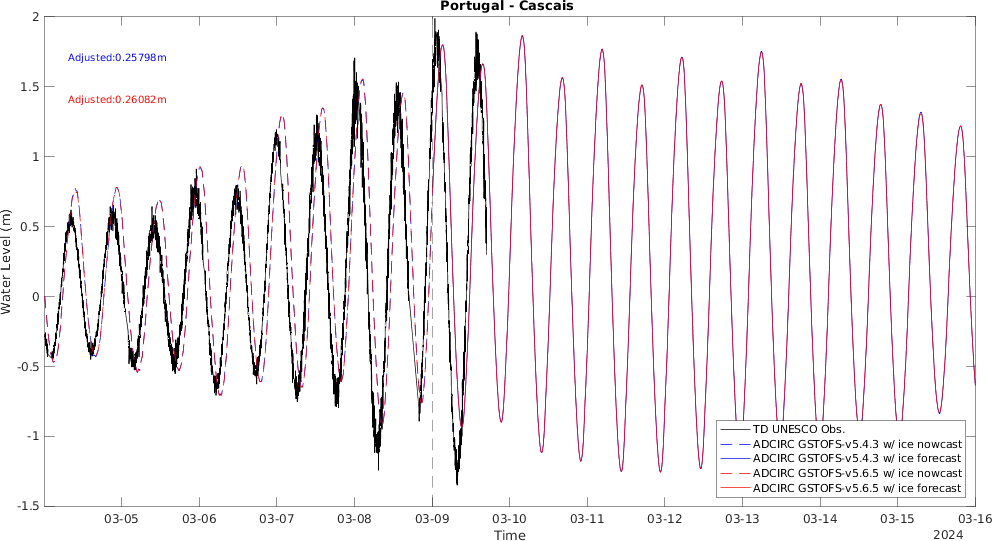 Portugal - Cascais
Adjusted:0.25798m
Adjusted:0.26082m
Water Level (m)
2
1.5
1
0.5
0
-0.5
-1
-1.5
TD UNESCO Obs.
ADCIRC GSTOFS-v5.4.3 w/ ice nowcast
ADCIRC GSTOFS-v5.4.3 w/ ice forecast
ADCIRC GSTOFS-v5.6.5 w/ ice nowcast
ADCIRC GSTOFS-v5.6.5 w/ ice forecast
03-05 03-06 03-07 03-08 03-09 03-10 03-11 03-12 03-13 03-14 03-15 03-16
Time
2024